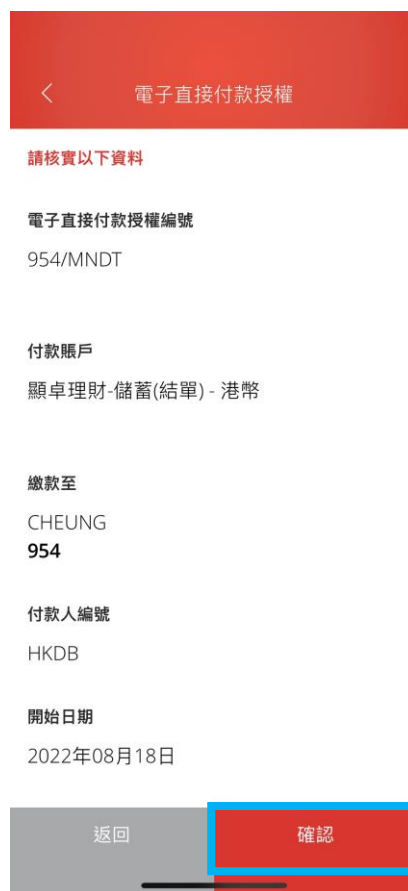 電子直接付款授權
請核實以下資料
電子直接付款授權編號
954/MNDT
付款賬戶
顯卓理財-儲蓄(結單) - 港幣
繳款至
CHEUNG
954
付款人編號
HKDB
開始日期
2022年08月18日
返回
確認